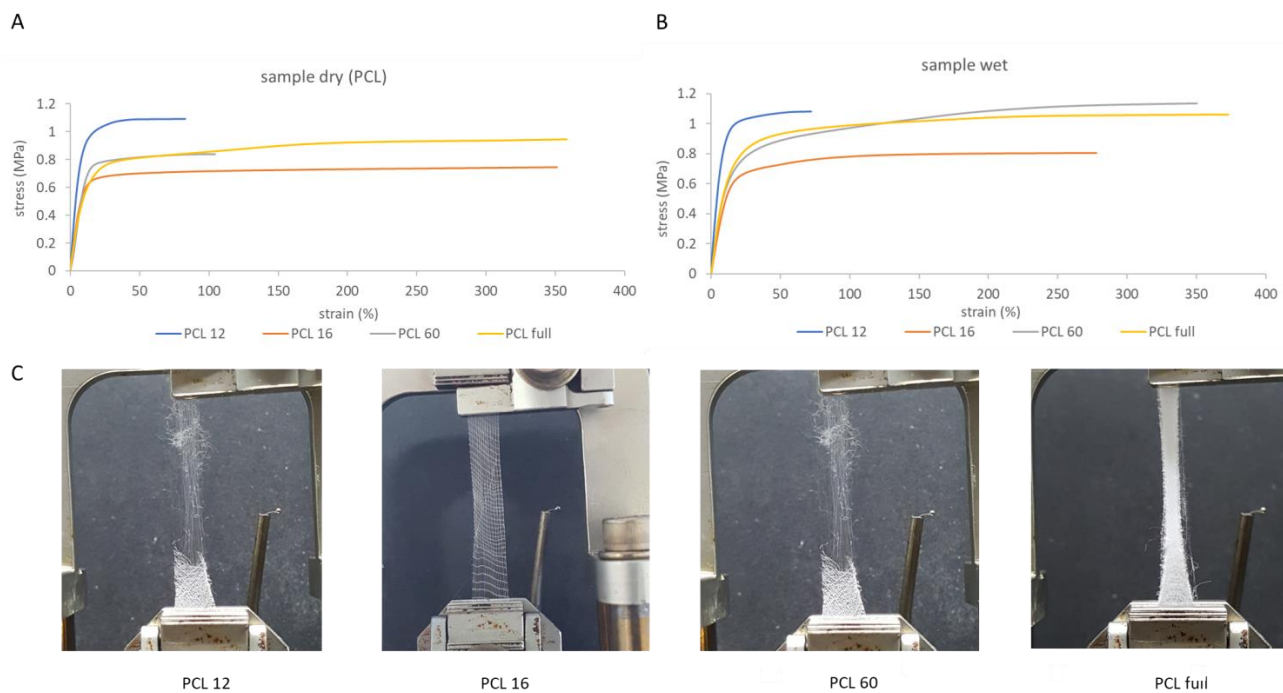 A
sample dry (PCL)
stress (MPa)
1.2
1
0.8
0.6
0.4
0.2
0
0 50 100 150 200 250 300 350 400
strain (%)
PCL 12 PCL 16 PCL 60 PCL full
B
sample wet
stress (MPa)
1.2
1
0.8
0.6
0.4
0.2
0
0 50 100 150 200 250 300 350 400
strain (%)
PCL 12 PCL 16 PCL 60 PCL full
C
PCL 12 PCL 16 PCL 60 PCL full